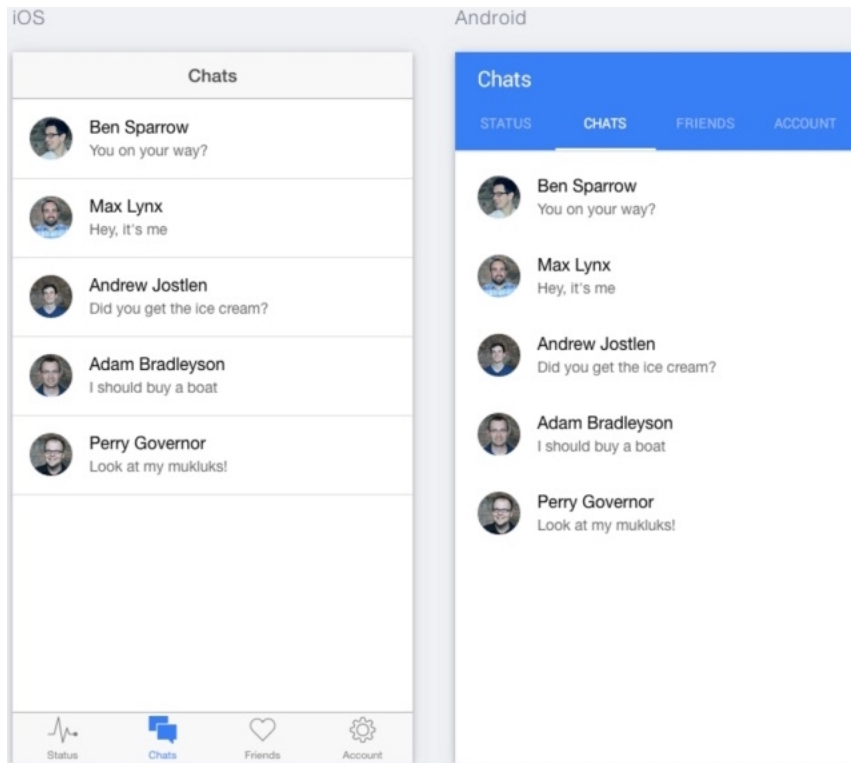 iOS
Chats
Ben Sparrow
You on your way?
Max Lynx
Hey, it's me
Andrew Jostlen
Did you get the ice cream?
Adam Bradleyson
I should buy a boat
Perry Governor
Look at my mukluks!
Status Chats Friends Account
Android
Chats
STATUS CHATS FRIENDS ACCOUNT
Ben Sparrow
You on your way?
Max Lynx
Hey, it's me
Andrew Jostlen
Did you get the ice cream?
Adam Bradleyson
I should buy a boat
Perry Governor
Look at my mukluks!